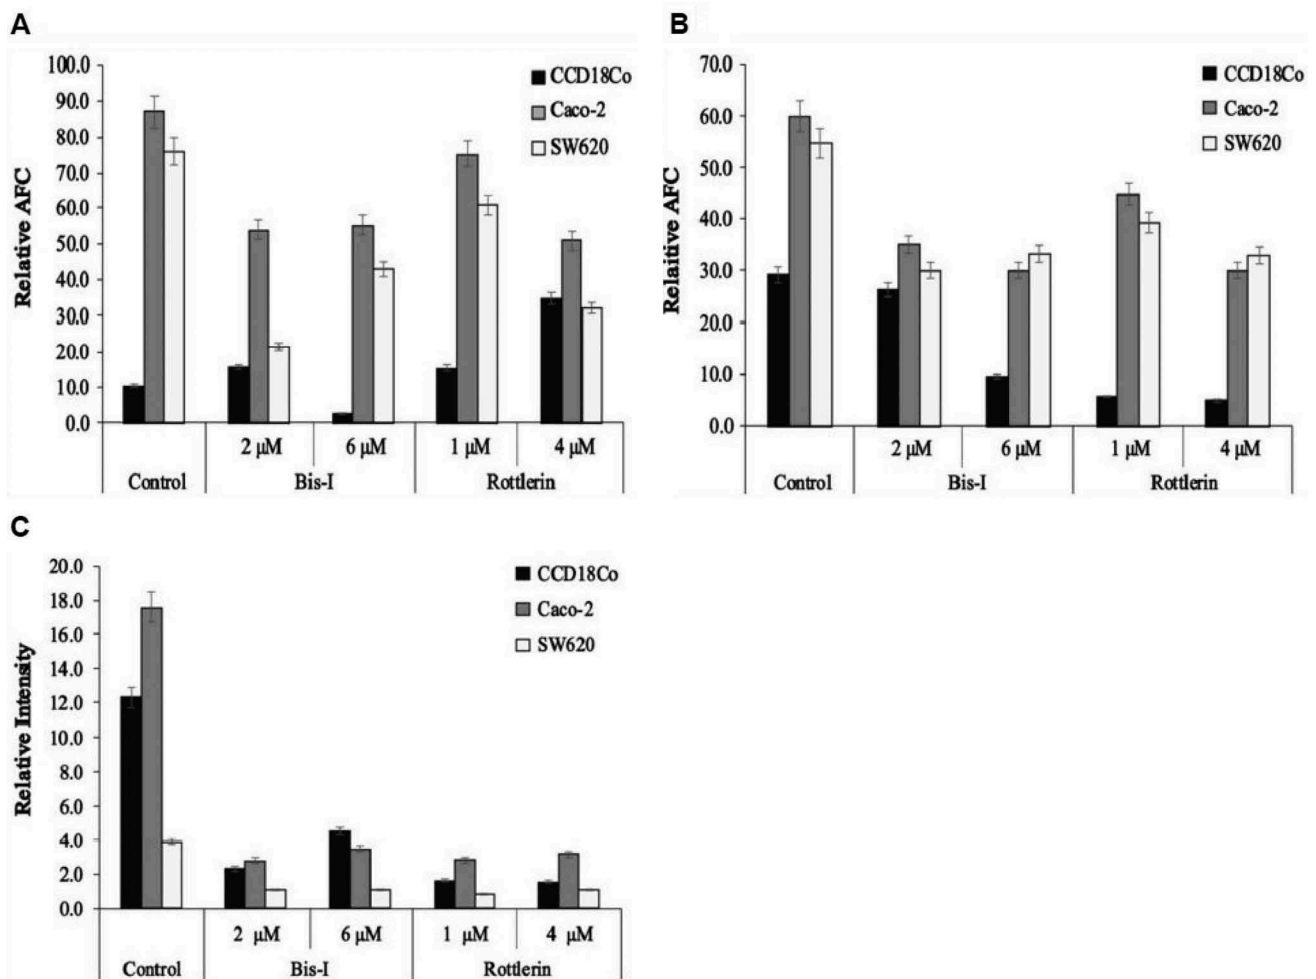 A
Relative AFC
100.0
90.0
80.0
70.0
60.0
50.0
40.0
30.0
20.0
10.0
0.0
CCD18Co
Caco-2
SW620
2 μM 6 μM 1 μM 4 μM
Control Bis-I Rottlerin
B
Relaitive AFC
70.0
60.0
50.0
40.0
30.0
20.0
10.0
0.0
CCD18Co
Caco-2
SW620
2 μM 6 μM 1 μM 4 μM
Control Bis-I Rottlerin
C
Relative Intensity
20.0
18.0
16.0
14.0
12.0
10.0
8.0
6.0
4.0
2.0
0.0
CCD18Co
Caco-2
SW620
2 μM 6 μM 1 μM 4 μM
Control Bis-I Rottlerin